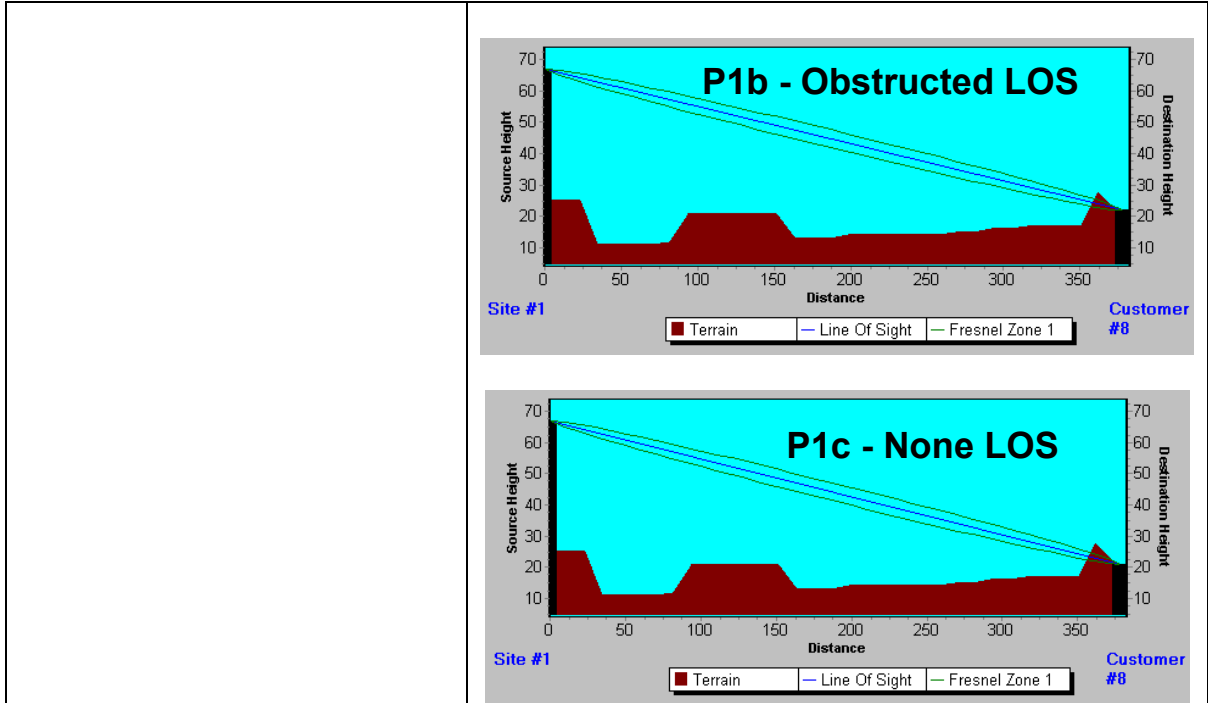 P1b - Obstructed LOS
70
60
50
40
30
20
10
Source Height
70
60
50
40
30
20
10
Destination Height
0 50 100 150 200 250 300 350
Distance
Site #1
Customer
#8
Terrain Line Of Sight Fresnel Zone 1
P1c - None LOS
70
60
50
40
30
20
10
Source Height
70
60
50
40
30
20
10
Destination Height
0 50 100 150 200 250 300 350
Distance
Site #1
Customer
#8
Terrain Line Of Sight Fresnel Zone 1